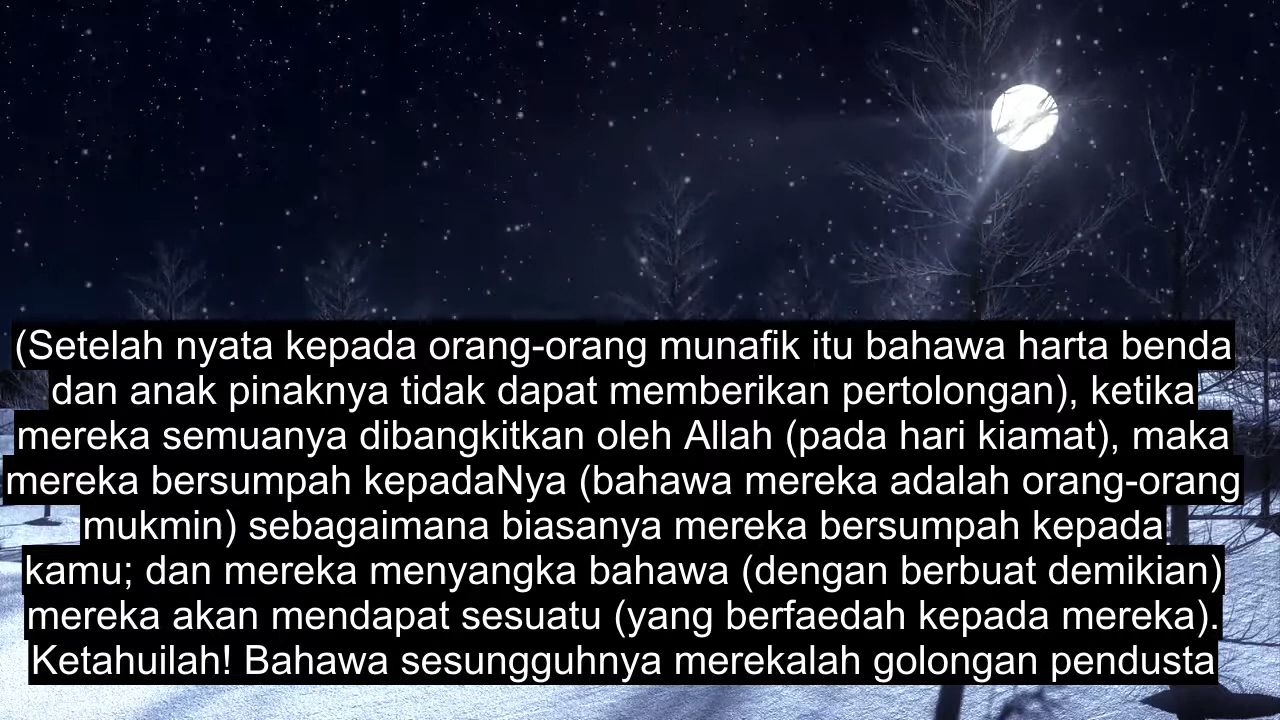 (Setelah nyata kepada orang-orang munafik itu bahawa harta benda
dan anak pinaknya tidak dapat memberikan pertolongan), ketika
mereka semuanya dibangkitkan oleh Allah (pada hari kiamat), maka
mereka bersumpah kepadaNya (bahawa mereka adalah orang-orang
mukmin) sebagaimana biasanya mereka bersumpah kepada
kamu; dan mereka menyangka bahawa (dengan berbuat demikian)
mereka akan mendapat sesuatu (yang berfaedah kepada mereka).
Ketahuilah! Bahawa sesungguhnya merekalah golongan pendusta